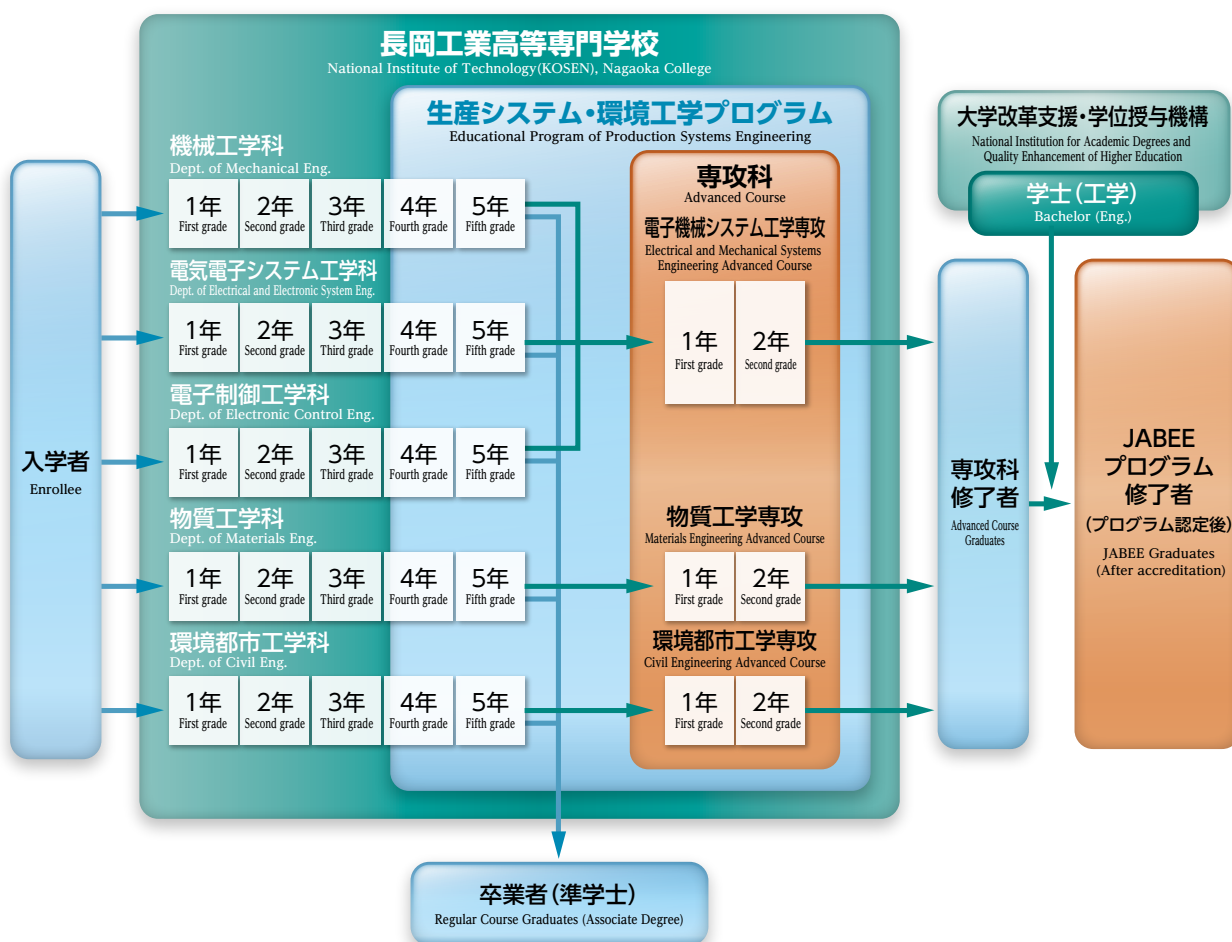 長岡工業高等専門学校
National Institute of Technology(KOSEN), Nagaoka College
生産システム・環境工学プログラム
Educational Program of Production Systems Engineering
入学者
Enrollee
機械工学科
Dept. of Mechanical Eng.
1年 2年 3年 4年 5年
First grade Second grade Third grade Fourth grade Fifth grade
電気電子システム工学科
Dept. of Electrical and Electronic System Eng.
1年 2年 3年 4年 5年
First grade Second grade Third grade Fourth grade Fifth grade
電子制御工学科
Dept. of Electronic Control Eng.
1年 2年 3年 4年 5年
First grade Second grade Third grade Fourth grade Fifth grade
物質工学科
Dept. of Materials Eng.
1年 2年 3年 4年 5年
First grade Second grade Third grade Fourth grade Fifth grade
環境都市工学科
Dept. of Civil Eng.
1年 2年 3年 4年 5年
First grade Second grade Third grade Fourth grade Fifth grade
専攻科
Advanced Course
電子機械システム工学専攻
Electrical and Mechanical Systems
Engineering Advanced Course
1年 2年
First grade Second grade
物質工学専攻
Materials Engineering Advanced Course
1年 2年
First grade Second grade
環境都市工学専攻
Civil Engineering Advanced Course
1年 2年
First grade Second grade
大学改革支援・学位授与機構
National Institution for Academic Degrees and
Quality Enhancement of Higher Education
学士(工学)
Bachelor (Eng.)
専攻科
修了者
Advanced Course
Graduates
JABEE
プログラム
修了者
(プログラム認定後)
JABEE Graduates
(After accreditation)
卒業者(準学士)
Regular Course Graduates (Associate Degree)